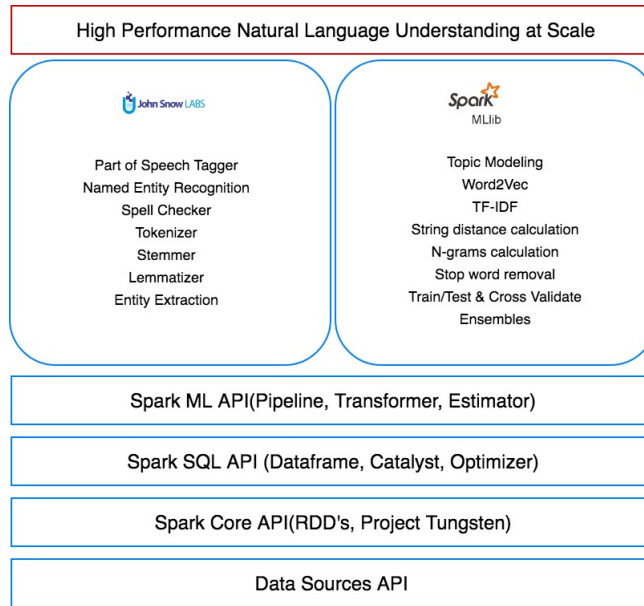 High Performance Natural Language Understanding at Scale
John Snow LABS
Part of Speech Tagger
Named Entity Recognition
Spell Checker
Tokenizer
Stemmer
Lemmatizer
Entity Extraction
Spark
MLlib
Topic Modeling
Word2Vec
TF-IDF
String distance calculation
N-grams calculation
Stop word removal
Train/Test & Cross Validate
Ensembles
Spark ML API(Pipeline, Transformer, Estimator)
Spark SQL API (Dataframe, Catalyst, Optimizer)
Spark Core API(RDD's, Project Tungsten)
Data Sources API